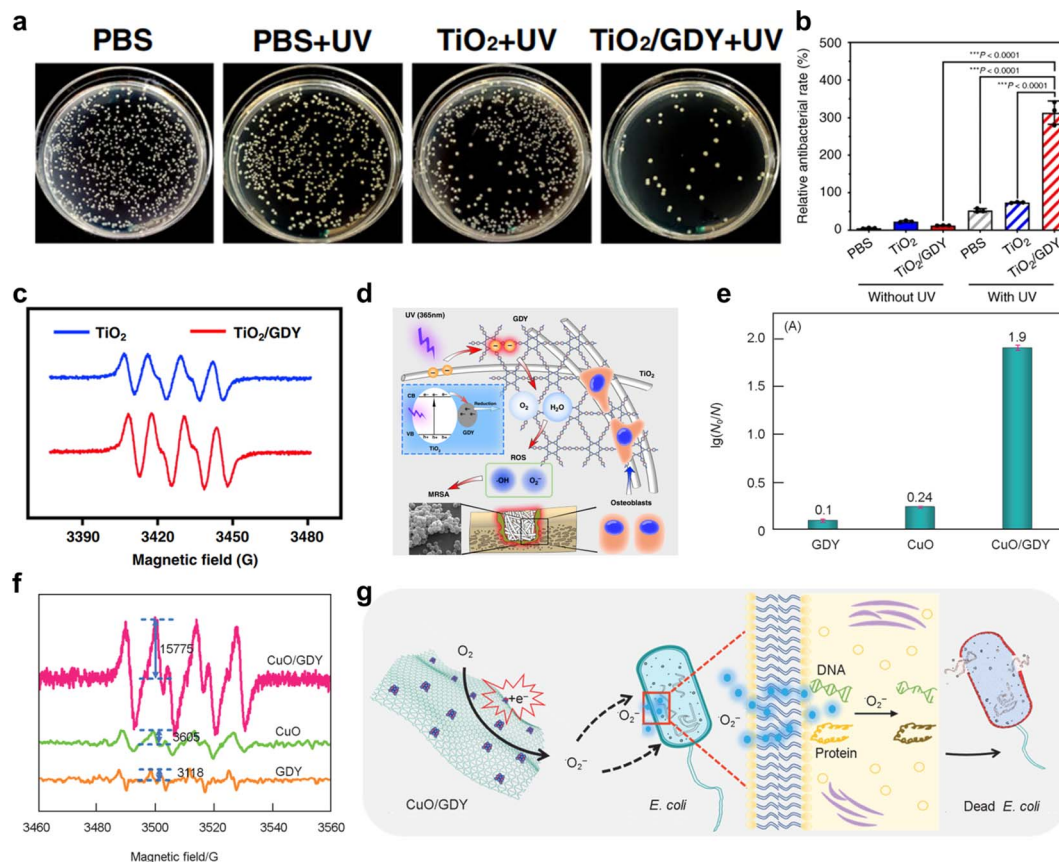 a
PBS
PBS+UV
TiO₂+UV
TiO₂/GDY+UV
b
Relative antibacterial rate (%)
500
400
300
200
100
0
***P < 0.0001
***P < 0.0001
***P < 0.0001
PBS
TiO₂
TiO₂/GDY
PBS
TiO₂
TiO₂/GDY
Without UV
With UV
c
TiO₂
TiO₂/GDY
3390
3420
3450
3480
Magnetic field (G)
d
UV (365nm)
GDY
TiO₂
CB
Reduction
GDY
VB
TiO₂
O₂
H₂O
ROS
·OH
O₂⁻
MRSA
Osteoblasts
e
(A)
lg(N₀/N)
2.0
1.5
1.0
0.5
0
0.1
0.24
1.9
GDY
CuO
CuO/GDY
f
15775
CuO/GDY
3605
CuO
3118
GDY
3460
3480
3500
3520
3540
3560
Magnetic field/G
g
O₂
+e⁻
·O₂⁻
CuO/GDY
O₂⁻
E. coli
·O₂⁻
DNA
·O₂⁻
Protein
Dead E. coli